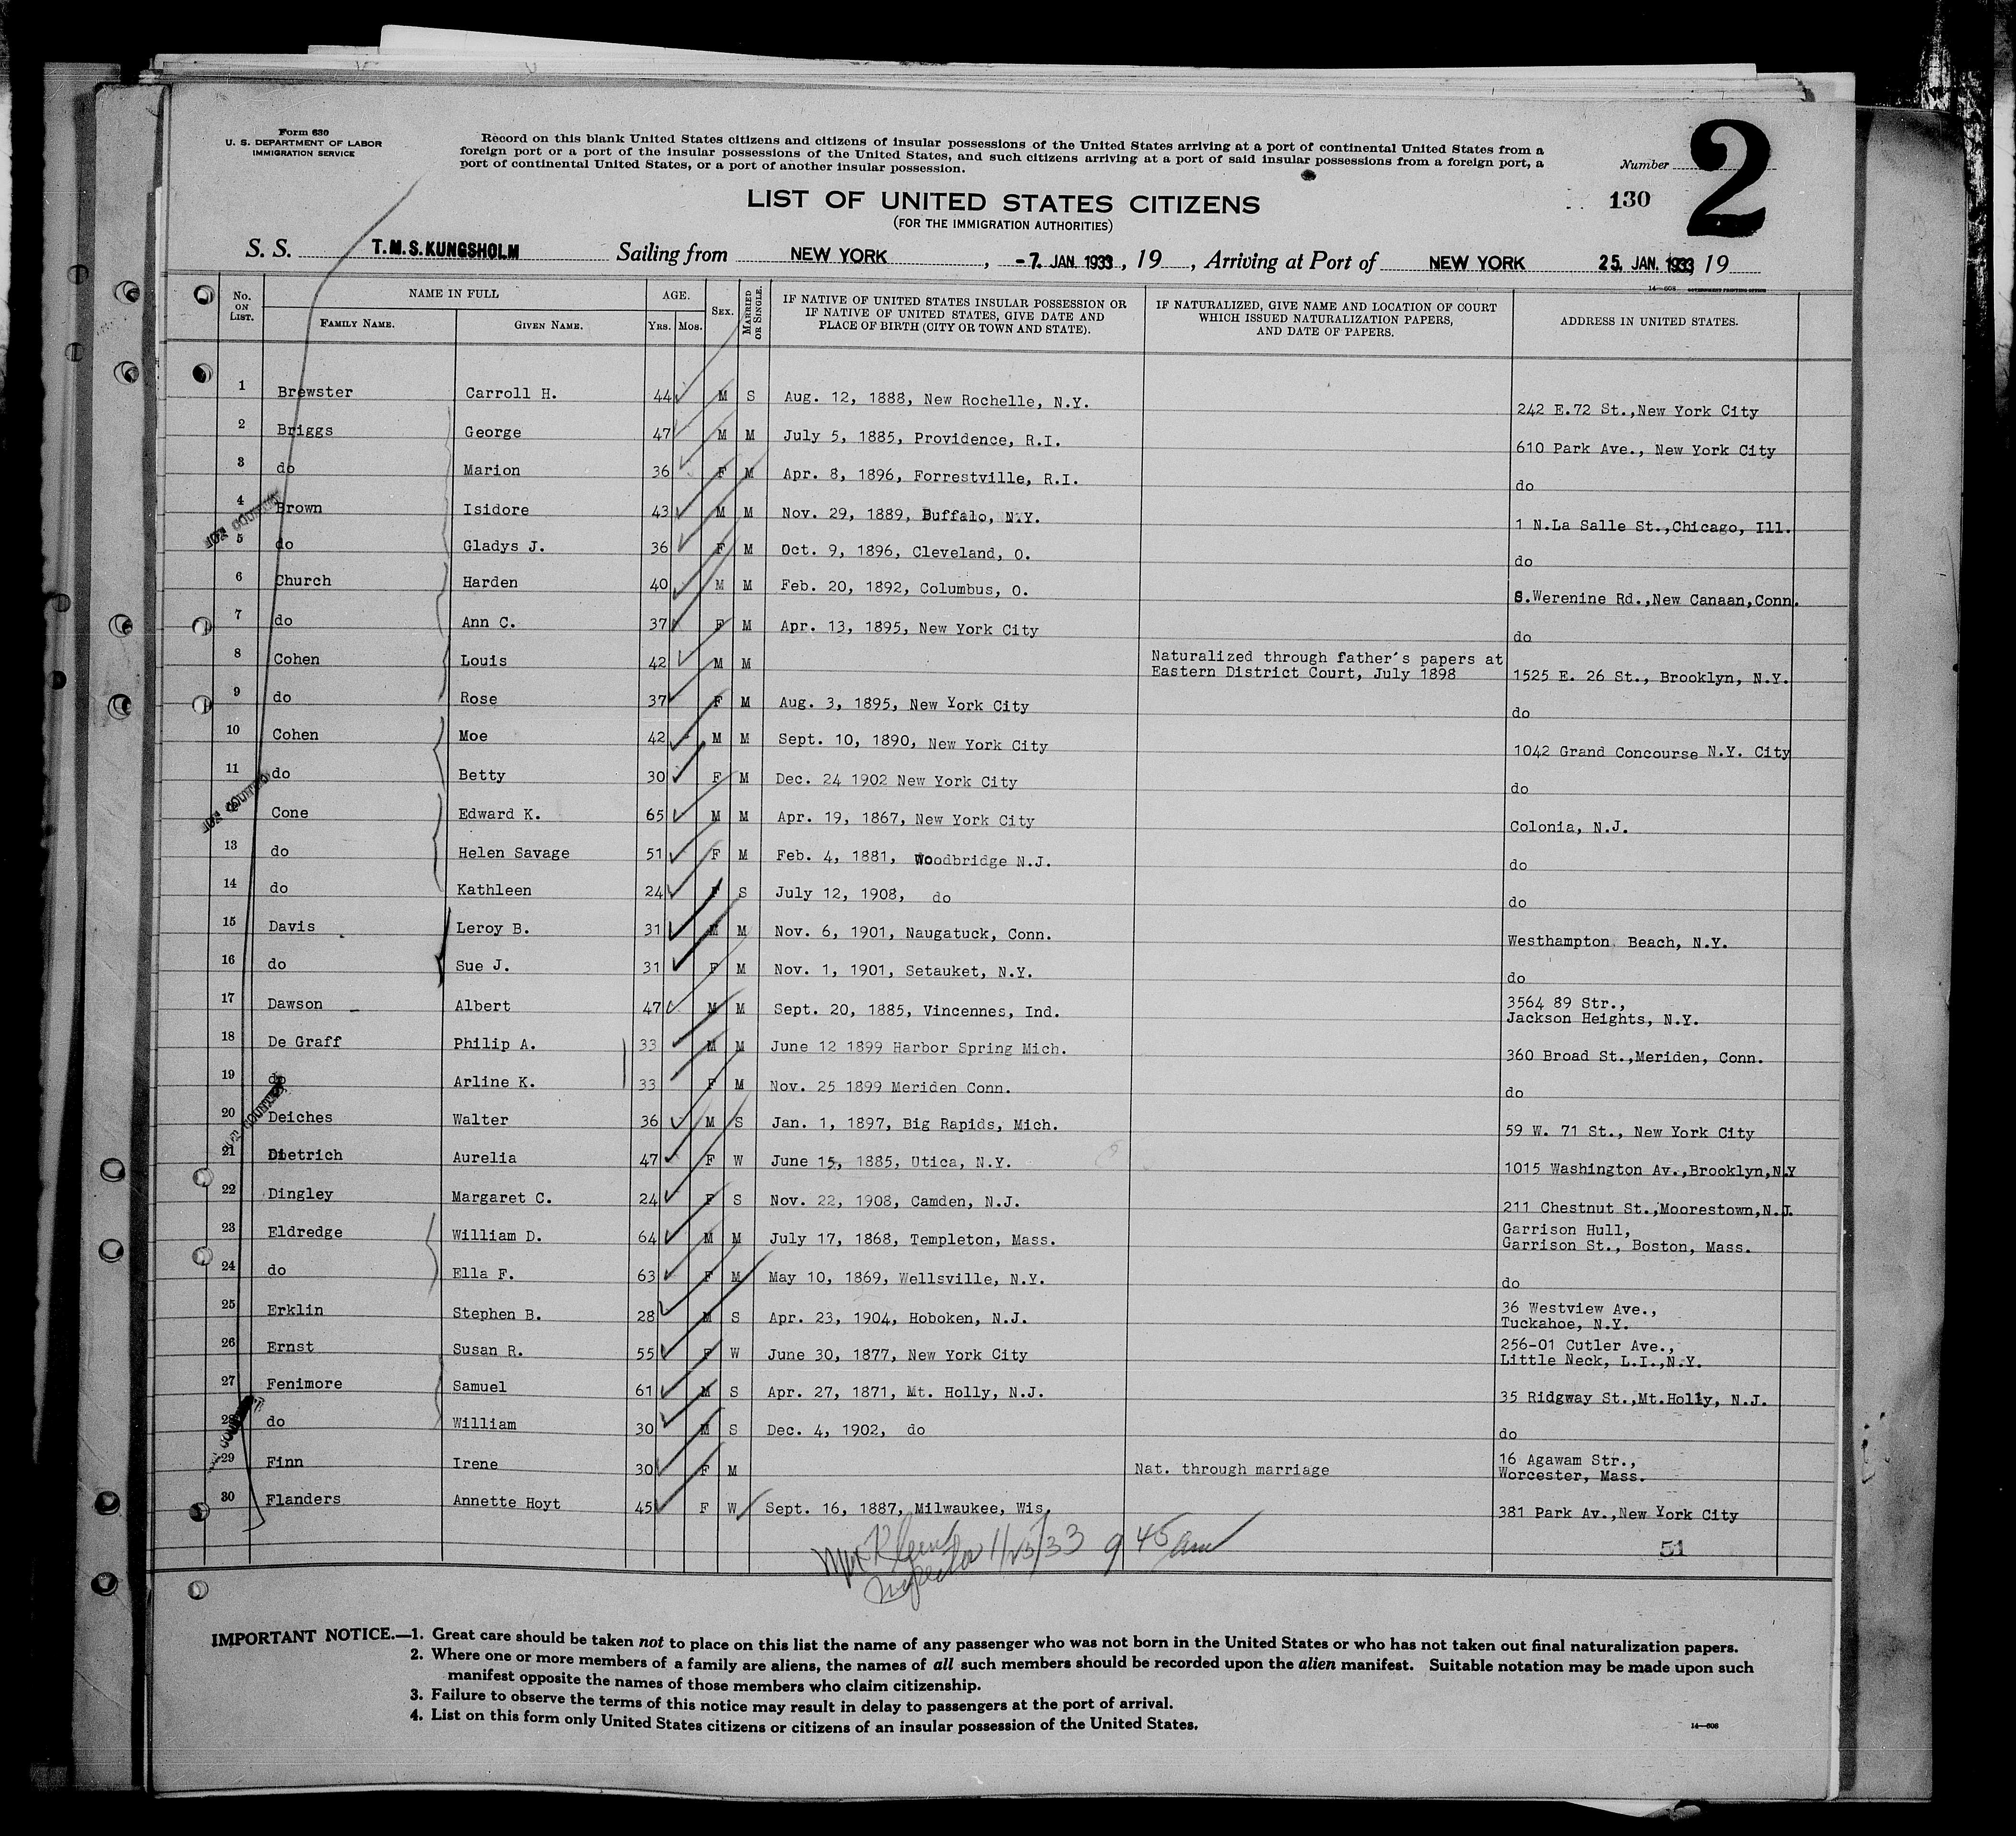 Form 630
U. S. DEPARTMENT OF LABOR
IMMIGRATION SERVICE
Record on this blank United States citizens and citizens of insular possessions of the United States arriving at a port of continental United States from a
foreign port or a port of the insular possessions of the United States, and such citizens arriving at a port of said insular possessions from a foreign port, a
port of continental United States, or a port of another insular possession.
Number
2
130
LIST OF UNITED STATES CITIZENS
(FOR THE IMMIGRATION AUTHORITIES)
S. S. T.M.S. KUNGSHOLM Sailing from NEW YORK, -7. JAN. 1933, 19, Arriving at Port of NEW YORK 25. JAN. 1933, 19
14-608 GOVERNMENT PRINTING OFFICE
No. ON LIST. NAME IN FULL AGE. SEX. MARRIED OR SINGLE. IF NATIVE OF UNITED STATES INSULAR POSSESSION OR IF NATIVE OF UNITED STATES, GIVE DATE AND PLACE OF BIRTH (CITY OR TOWN AND STATE). IF NATURALIZED, GIVE NAME AND LOCATION OF COURT WHICH ISSUED NATURALIZATION PAPERS, AND DATE OF PAPERS. ADDRESS IN UNITED STATES.
FAMILY NAME. GIVEN NAME. YRS. MOS.
1 Brewster Carroll H. 44 M S Aug. 12, 1888, New Rochelle, N.Y. 242 E.72 St.,New York City
2 Briggs George 47 M M July 5, 1885, Providence, R.I. 610 Park Ave., New York City
3 do Marion 36 F M Apr. 8, 1896, Forrestville, R.I. do
4 Brown Isidore 43 M M Nov. 29, 1889, Buffalo, N.Y. 1 N.La Salle St.,Chicago, Ill.
5 do Gladys J. 36 F M Oct. 9, 1896, Cleveland, O. do
6 Church Harden 40 M M Feb. 20, 1892, Columbus, O. S.Werenine Rd.,New Canaan,Conn.
7 do Ann C. 37 F M Apr. 13, 1895, New York City do
8 Cohen Louis 42 M M Naturalized through father's papers at
Eastern District Court, July 1898 1525 E. 26 St., Brooklyn, N.Y.
9 do Rose 37 F M Aug. 3, 1895, New York City do
10 Cohen Moe 42 M M Sept. 10, 1890, New York City 1042 Grand Concourse N.Y. City
11 do Betty 30 F M Dec. 24 1902 New York City do
Cone Edward K. 65 M M Apr. 19, 1867, New York City Colonia, N.J.
13 do Helen Savage 51 F M Feb. 4, 1881, Woodbridge N.J. do
14 do Kathleen 24 F S July 12, 1908, do do
15 Davis Leroy B. 31 M M Nov. 6, 1901, Naugatuck, Conn. Westhampton Beach, N.Y.
16 do Sue J. 31 F M Nov. 1, 1901, Setauket, N.Y. do
17 Dawson Albert 47 M M Sept. 20, 1885, Vincennes, Ind. 3564 89 Str.,
Jackson Heights, N.Y.
18 De Graff Philip A. 33 M M June 12 1899 Harbor Spring Mich. 360 Broad St.,Meriden, Conn.
19 do Arline K. 33 F M Nov. 25 1899 Meriden Conn. do
20 Deiches Walter 36 M S Jan. 1, 1897, Big Rapids, Mich. 59 W. 71 St., New York City
21 Dietrich Aurelia 47 F W June 15, 1885, Utica, N.Y. 1015 Washington Av.,Brooklyn,N.Y
22 Dingley Margaret C. 24 F S Nov. 22, 1908, Camden, N.J. 211 Chestnut St.,Moorestown,N.J.
23 Eldredge William D. 64 M M July 17, 1868, Templeton, Mass. Garrison Hull,
Garrison St., Boston, Mass.
24 do Ella F. 63 F M May 10, 1869, Wellsville, N.Y. do
25 Erklin Stephen B. 28 M S Apr. 23, 1904, Hoboken, N.J. 36 Westview Ave.,
Tuckahoe, N.Y.
26 Ernst Susan R. 55 F W June 30, 1877, New York City 256-01 Cutler Ave.,
Little Neck, L.I.,N.Y.
27 Fenimore Samuel 61 M S Apr. 27, 1871, Mt. Holly, N.J. 35 Ridgway St.,Mt.Holly, N.J.
28 do William 30 M S Dec. 4, 1902, do do
29 Finn Irene 30 F M Nat. through marriage 16 Agawam Str.,
Worcester, Mass.
30 Flanders Annette Hoyt 45 F W Sept. 16, 1887, Milwaukee, Wis. 381 Park Av.,New York City
1/25/33 9 45 am
Inspector
51
IMPORTANT NOTICE.—1. Great care should be taken not to place on this list the name of any passenger who was not born in the United States or who has not taken out final naturalization papers.
2. Where one or more members of a family are aliens, the names of all such members should be recorded upon the alien manifest. Suitable notation may be made upon such
manifest opposite the names of those members who claim citizenship.
3. Failure to observe the terms of this notice may result in delay to passengers at the port of arrival.
4. List on this form only United States citizens or citizens of an insular possession of the United States.
14-608